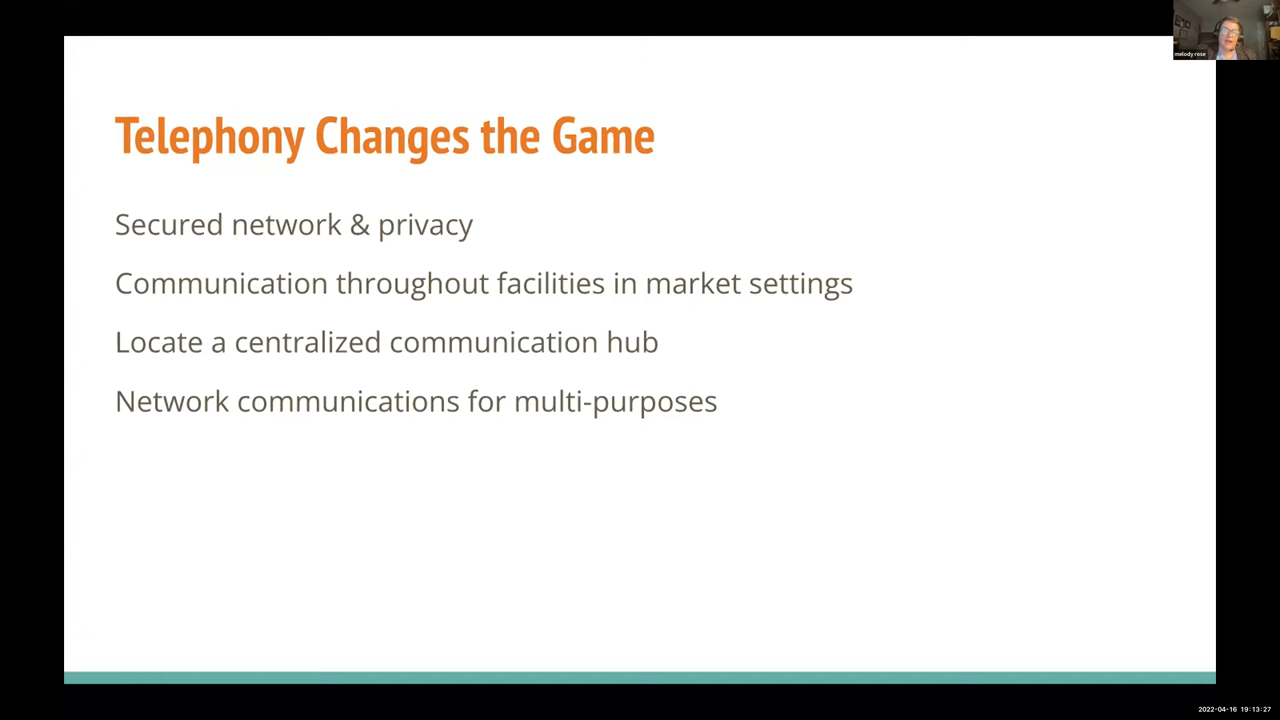 melody rose
Telephony Changes the Game
Secured network & privacy
Communication throughout facilities in market settings
Locate a centralized communication hub
Network communications for multi-purposes
2022-04-16 19:13:27